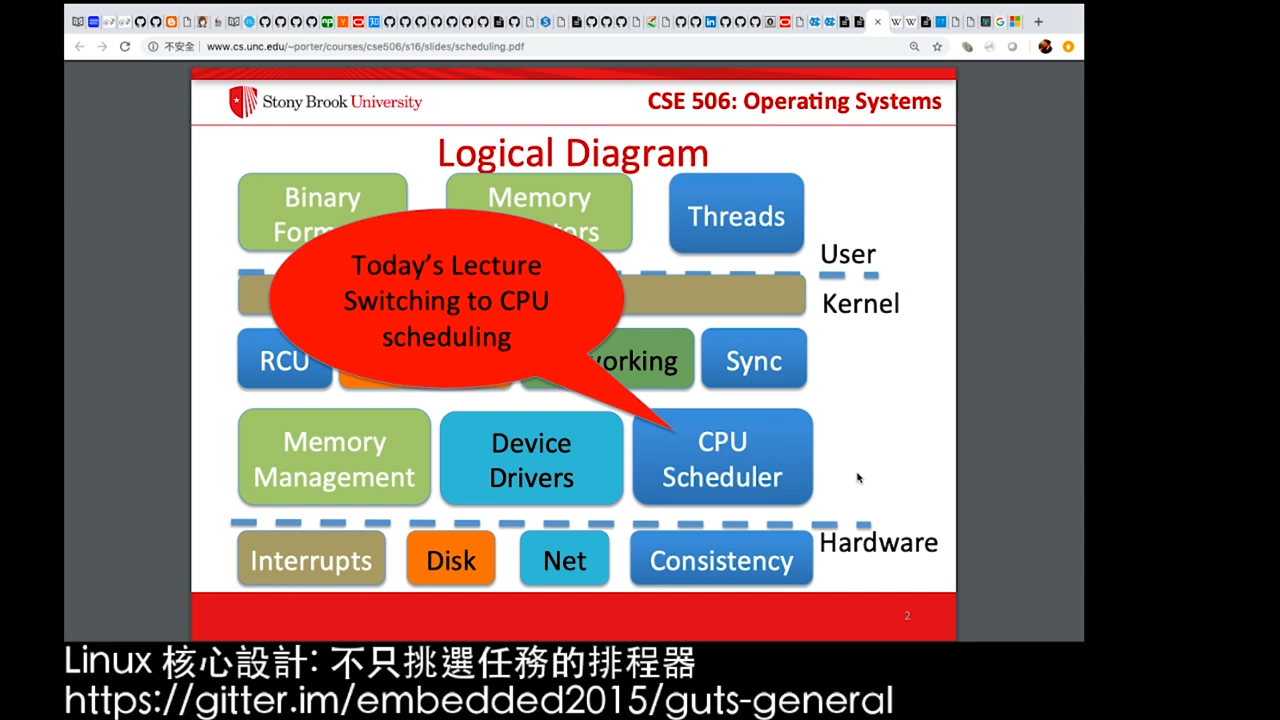 不安全
www.cs.unc.edu/~porter/courses/cse506/s16/slides/scheduling.pdf
Stony Brook University
CSE 506: Operating Systems
Logical Diagram
Binary
Memory
Threads
User
Today's Lecture
Switching to CPU
scheduling
Kernel
RCU
Sync
Memory
Management
Device
Drivers
CPU
Scheduler
Hardware
Interrupts
Disk
Net
Consistency
2
Linux 核心設計: 不只挑選任務的排程器
https://gitter.im/embedded2015/guts-general